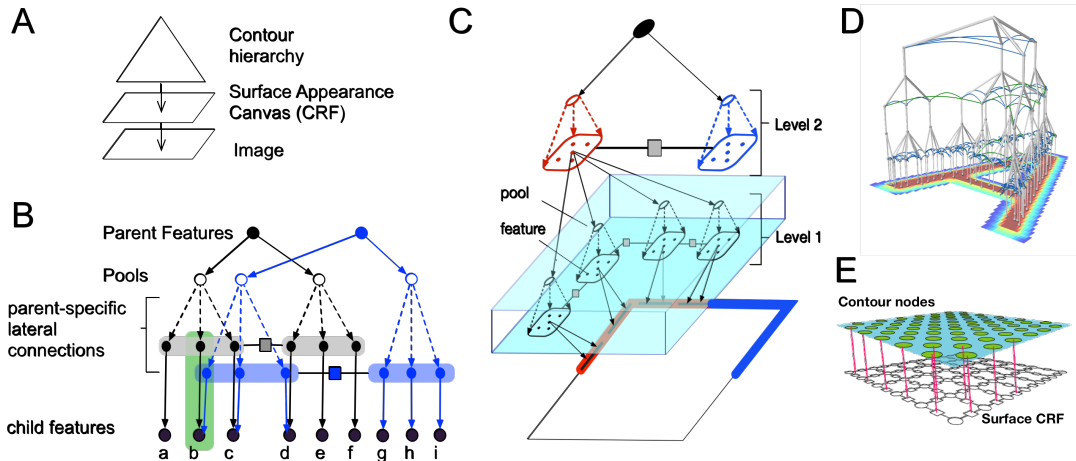 A
Contour
hierarchy
Surface Appearance
Canvas (CRF)
Image
B
Parent Features
Pools
parent-specific
lateral
connections
child features
a b c d e f g h i
C
Level 2
pool
feature
Level 1
D
E
Contour nodes
Surface CRF